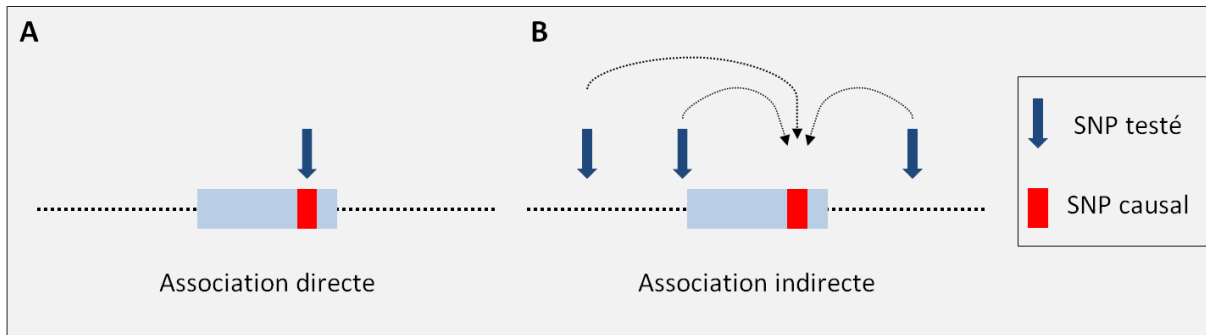 A
B
SNP testé
SNP causal
Association directe
Association indirecte